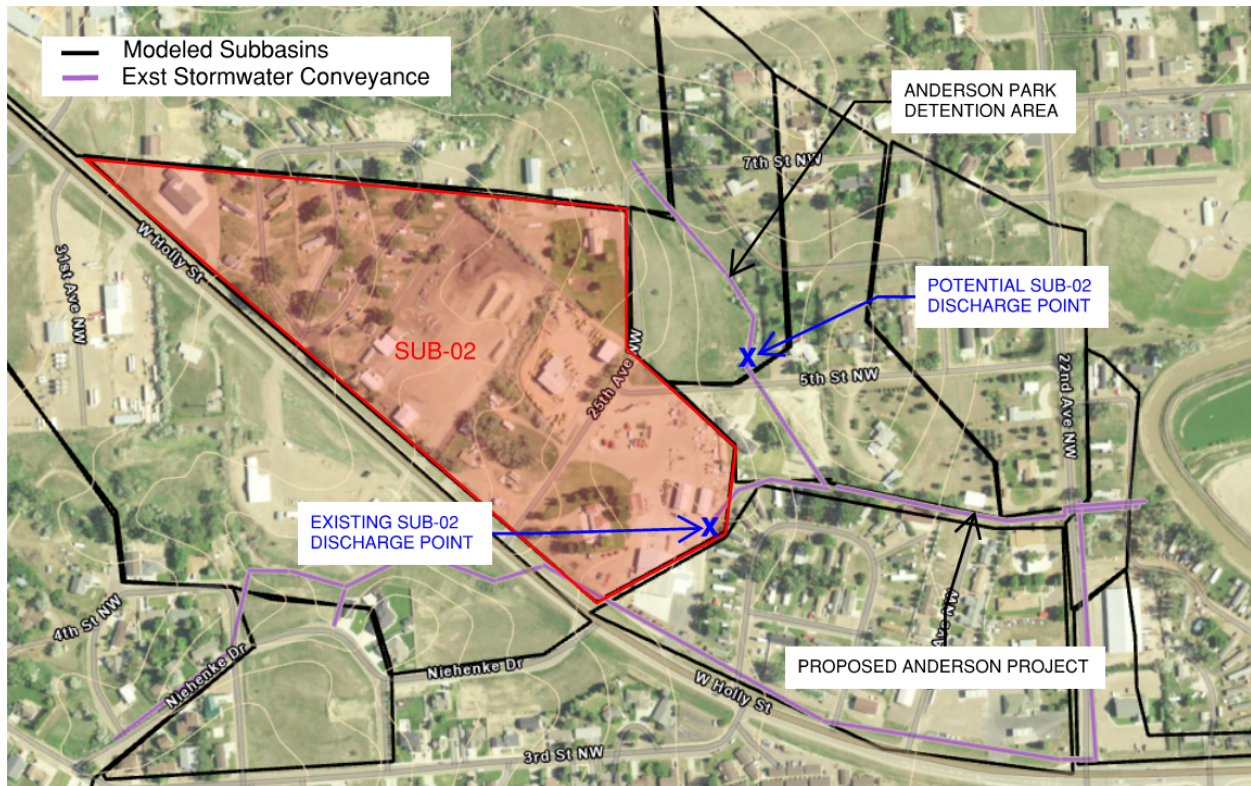 Modeled Subbasins
Exst Stormwater Conveyance
ANDERSON PARK
DETENTION AREA
7th St NW
31st Ave NW
W Holly St
POTENTIAL SUB-02
DISCHARGE POINT
SUB-02
25th Ave NW
X
5th St NW
22nd Ave NW
EXISTING SUB-02
DISCHARGE POINT
X
4th St NW
Ave NW
Niehenke Dr
Niehenke Dr
PROPOSED ANDERSON PROJECT
W Holly St
3rd St NW